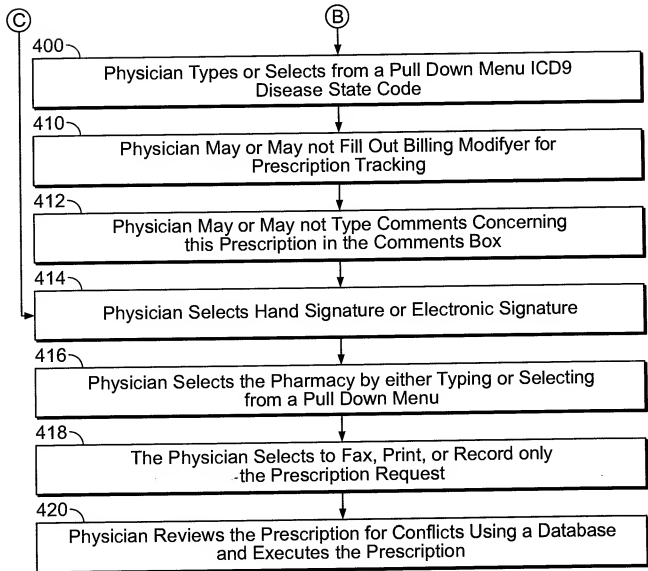 C
B
400
Physician Types or Selects from a Pull Down Menu ICD9
Disease State Code
410
Physician May or May not Fill Out Billing Modifyer for
Prescription Tracking
412
Physician May or May not Type Comments Concerning
this Prescription in the Comments Box
414
Physician Selects Hand Signature or Electronic Signature
416
Physician Selects the Pharmacy by either Typing or Selecting
from a Pull Down Menu
418
The Physician Selects to Fax, Print, or Record only
the Prescription Request
420
Physician Reviews the Prescription for Conflicts Using a Database
and Executes the Prescription